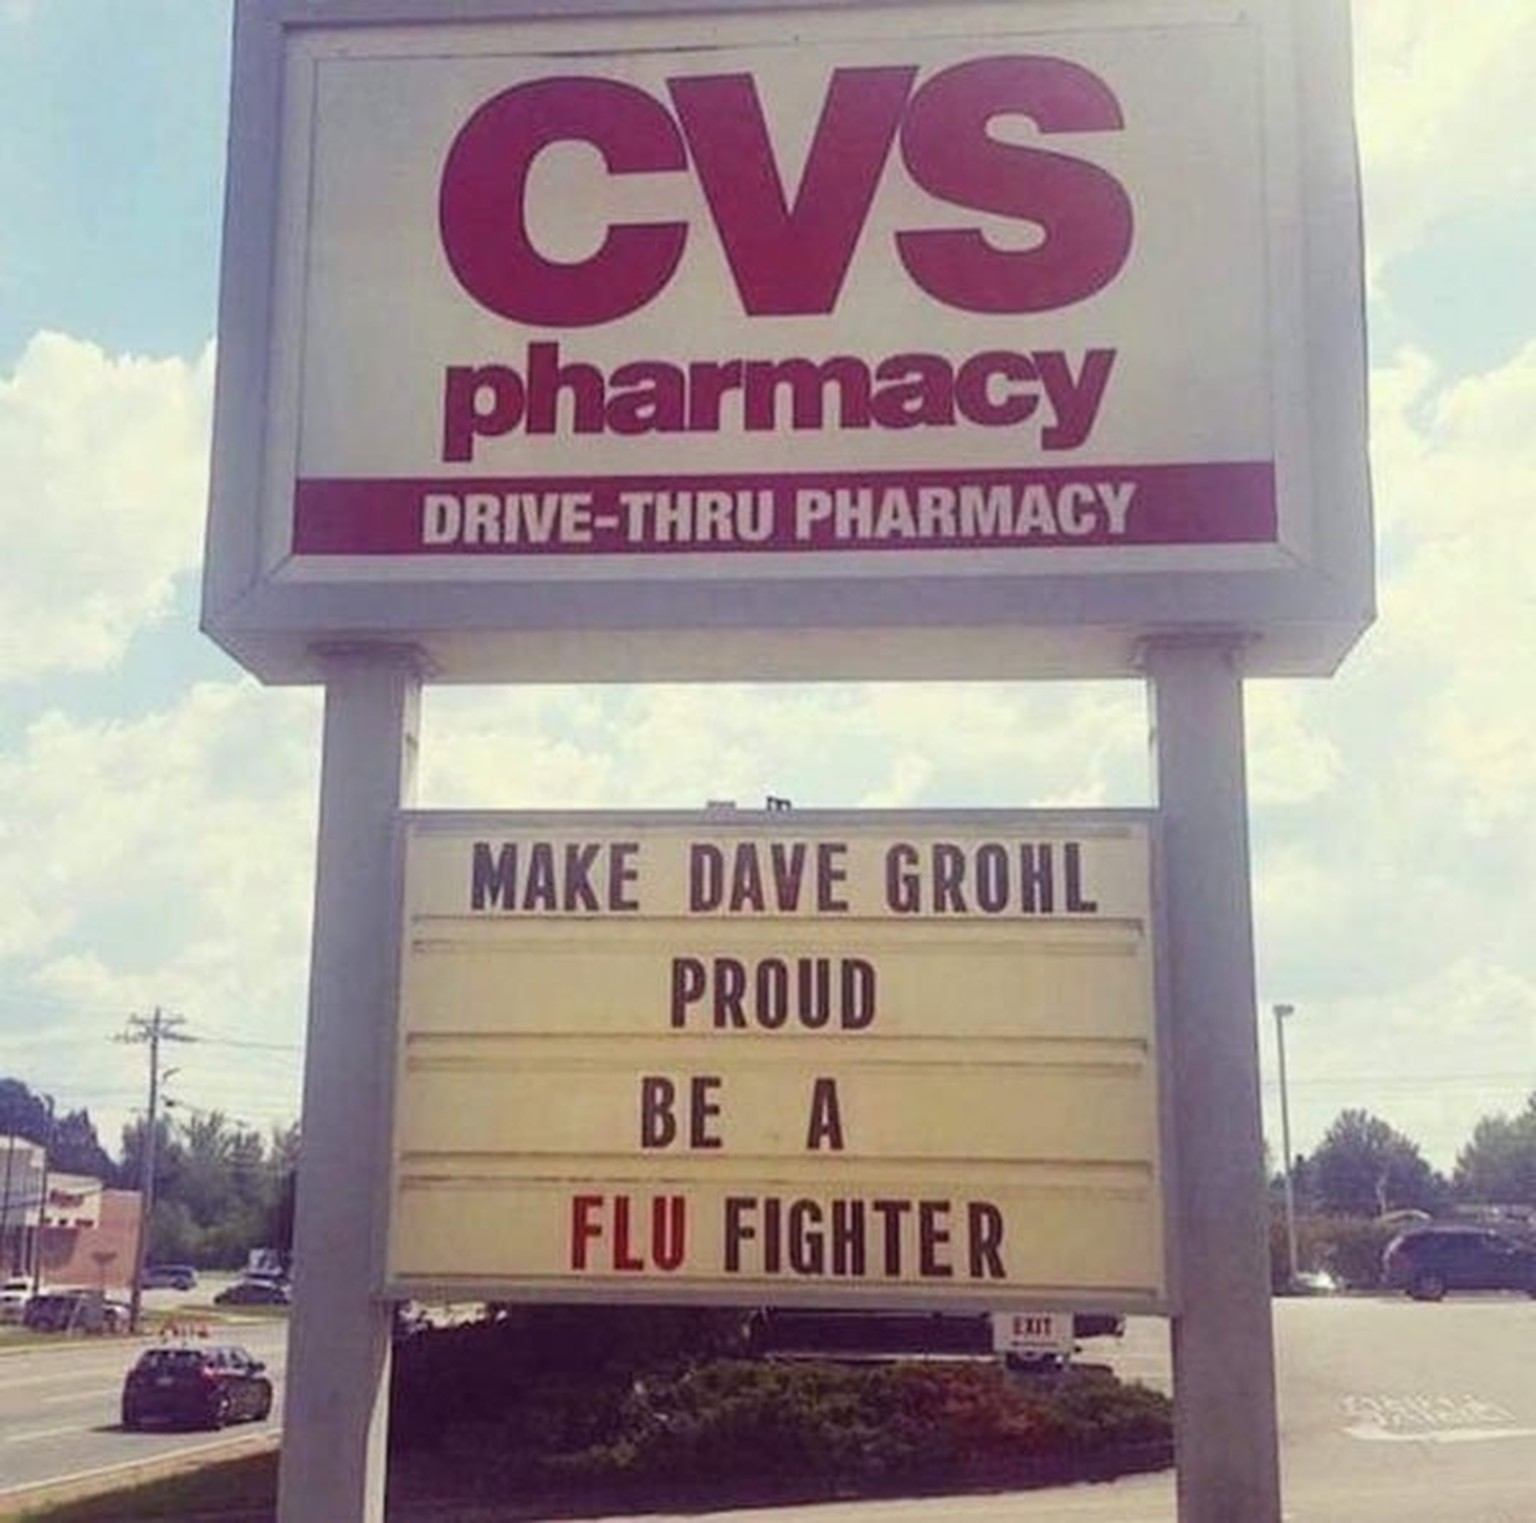 CVS
pharmacy
DRIVE-THRU PHARMACY
MAKE DAVE GROHL
PROUD
BE A
FLU FIGHTER
EXIT